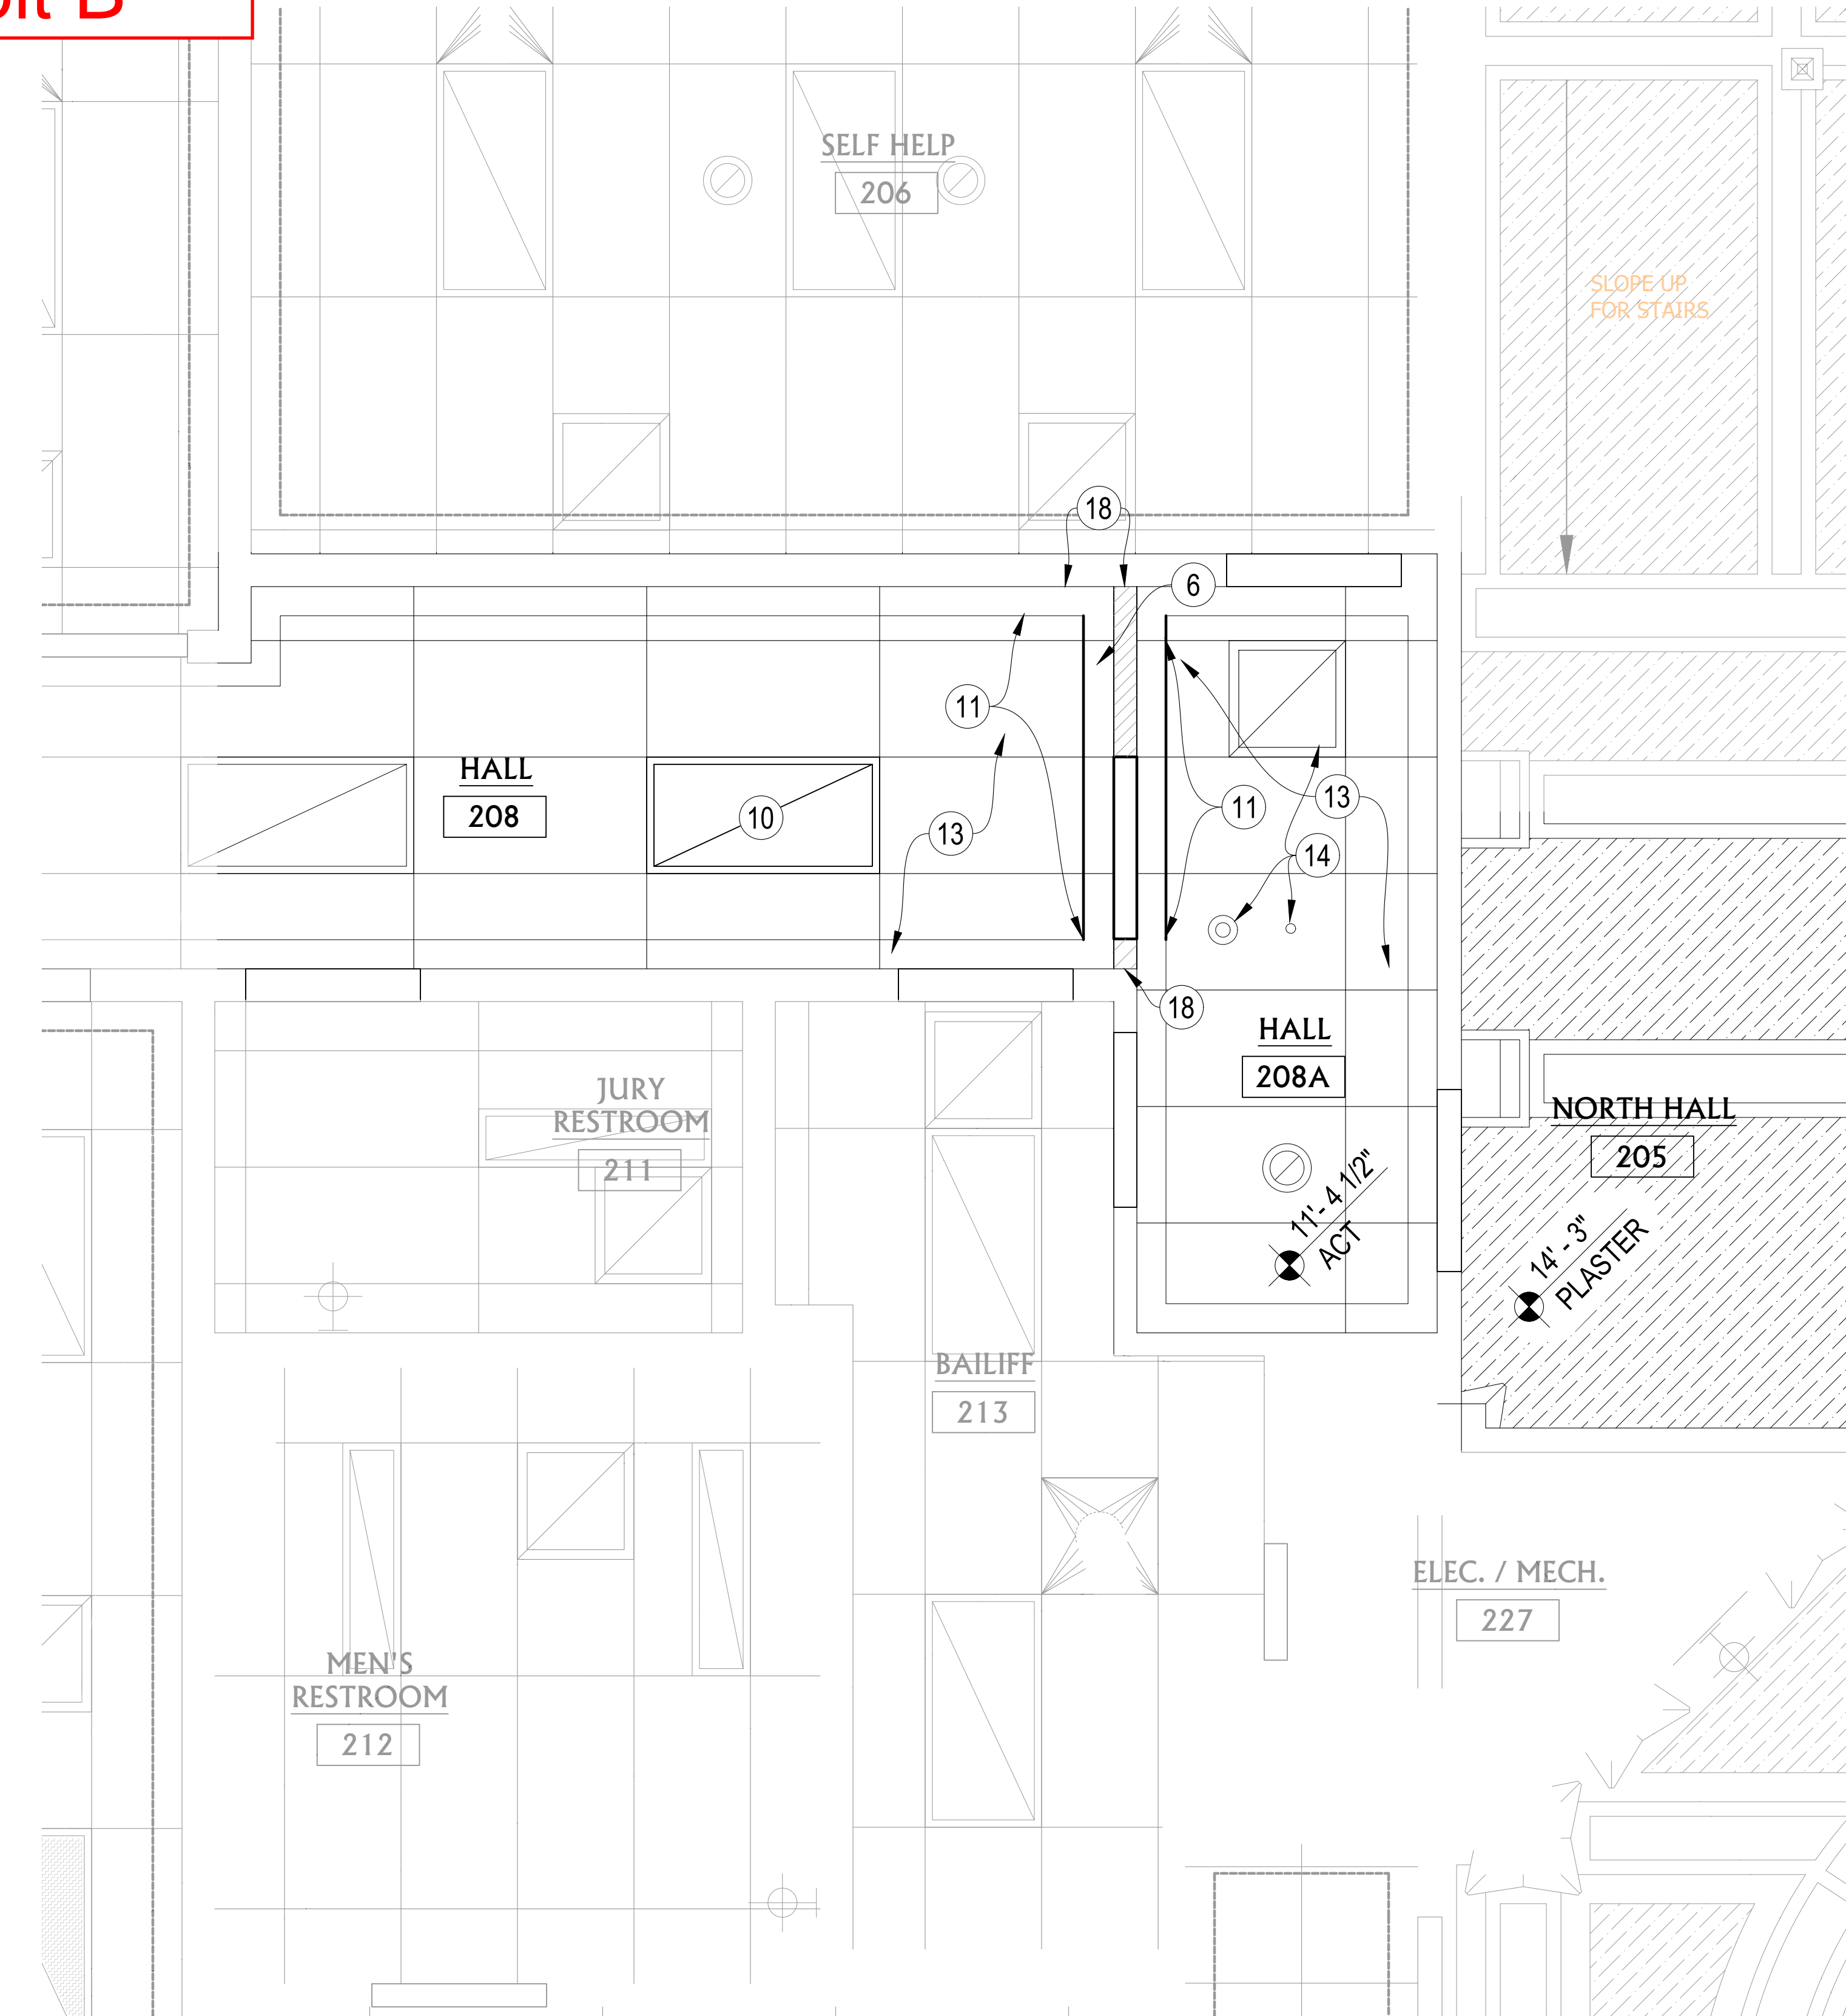 SELF HELP
206
SLOPE UP
FOR STAIRS
18
6
11
HALL
208
10
13
11
13
14
18
HALL
208A
JURY
RESTROOM
211
NORTH HALL
205
11'- 4 1/2"
ACT
14' - 3"
PLASTER
BAILIFF
213
ELEC. / MECH.
227
MEN'S
RESTROOM
212